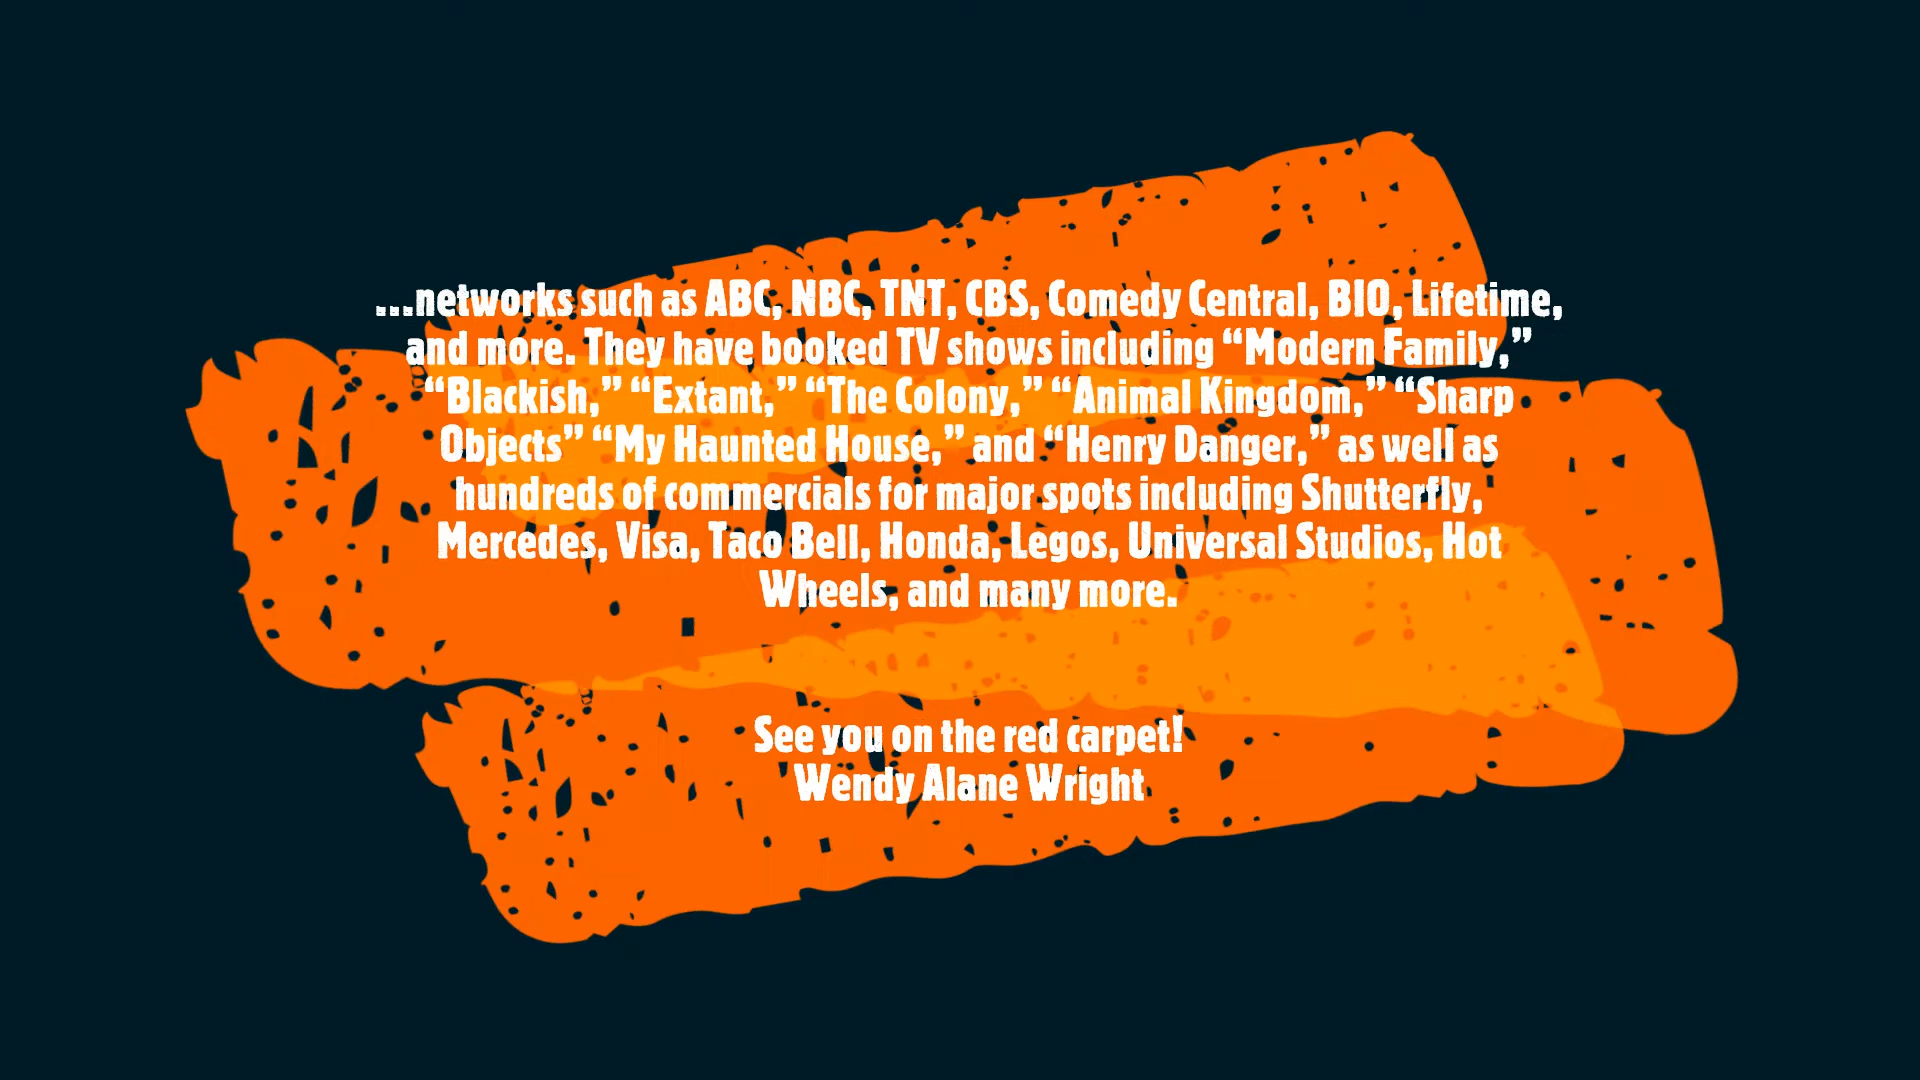 ...networks such as ABC, NBC, TNT, CBS, Comedy Central, BIO, Lifetime,
and more. They have booked TV shows including “Modern Family,”
“Blackish,” “Extant,” “The Colony,” “Animal Kingdom,” “Sharp
Objects” “My Haunted House,” and “Henry Danger,” as well as
hundreds of commercials for major spots including Shutterfly,
Mercedes, Visa, Taco Bell, Honda, Legos, Universal Studios, Hot
Wheels, and many more.
See you on the red carpet!
Wendy Alane Wright